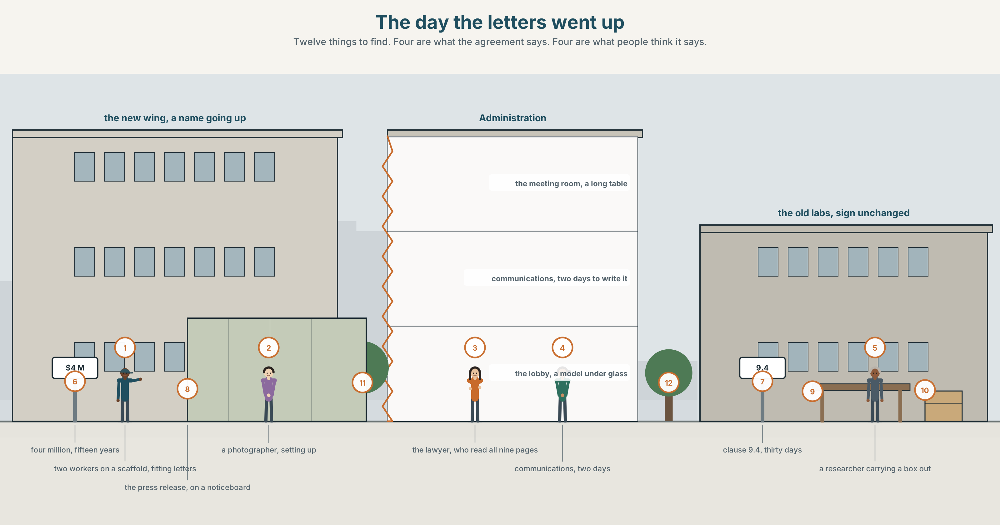 The day the letters went up
Twelve things to find. Four are what the agreement says. Four are what people think it says.
the new wing, a name going up
Administration
the meeting room, a long table
the old labs, sign unchanged
communications, two days to write it
1
2
3
4
5
$4 M
9.4
the lobby, a model under glass
6
7
8
11
12
9
10
four million, fifteen years
a photographer, setting up
the lawyer, who read all nine pages
clause 9.4, thirty days
two workers on a scaffold, fitting letters
communications, two days
a researcher carrying a box out
the press release, on a noticeboard